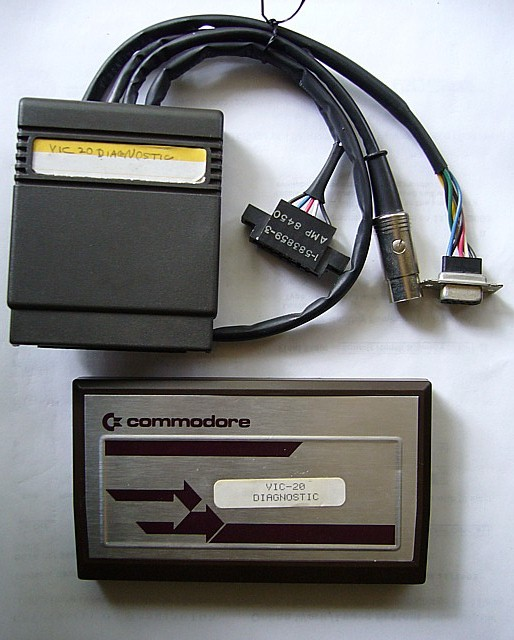 VIC 20 DIAGNOSTIC
1-583859-3
AMP 8450
commodore
VIC-20
DIAGNOSTIC